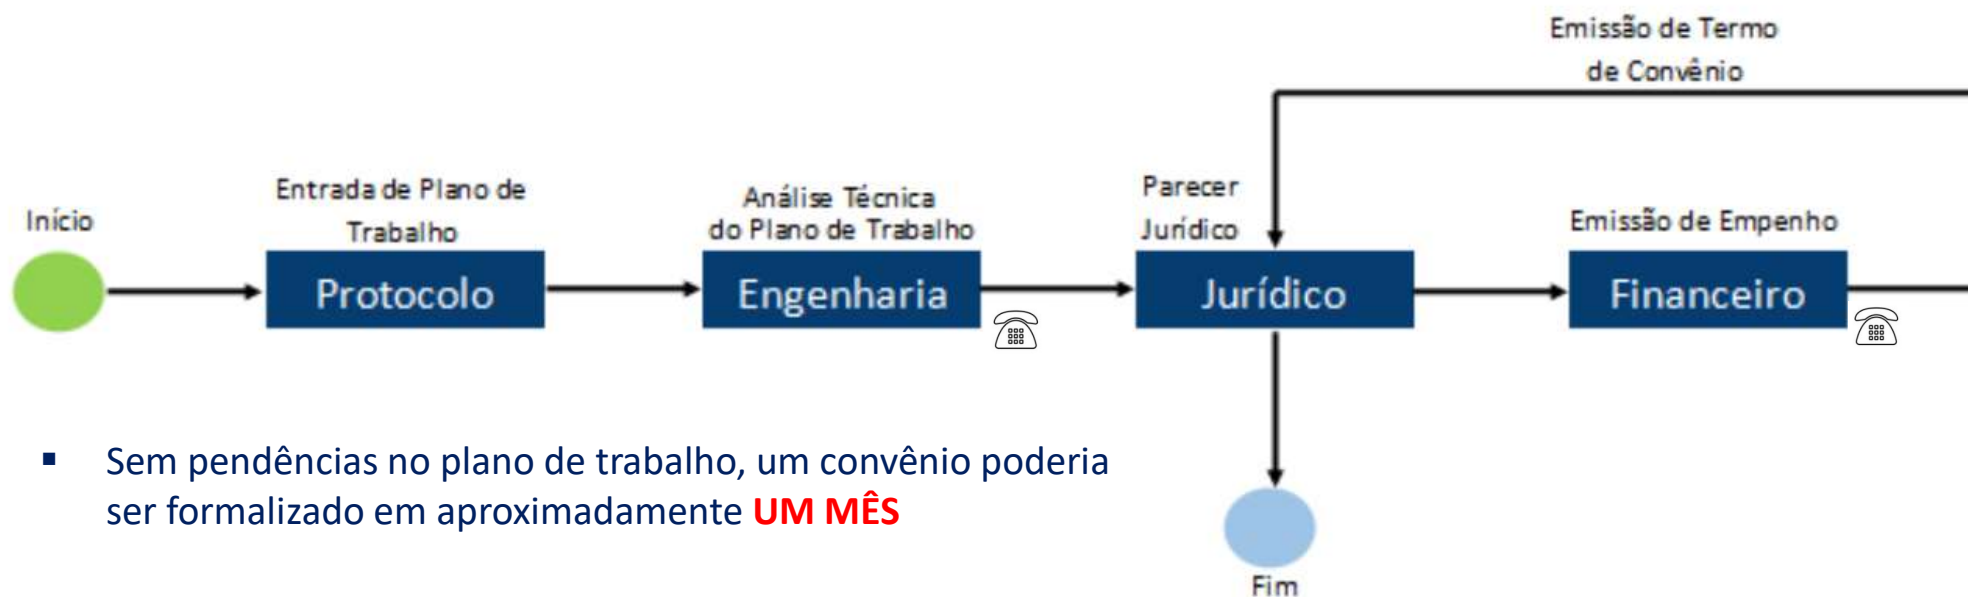 Emissão de Termo
de Convênio
Início
Entrada de Plano de
Trabalho
Protocolo
Análise Técnica
do Plano de Trabalho
Engenharia
Parecer
Jurídico
Jurídico
Emissão de Empenho
Financeiro
▪ Sem pendências no plano de trabalho, um convênio poderia
ser formalizado em aproximadamente UM MÊS
Fim